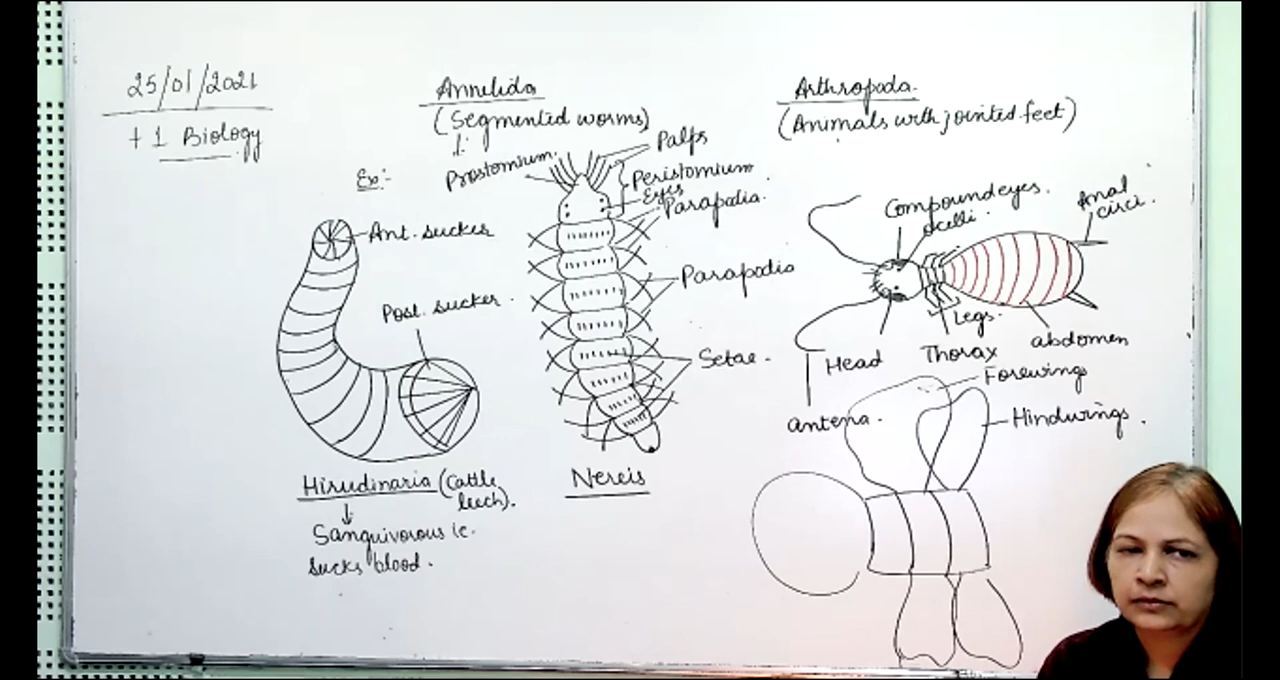 25/01/2021
+1 Biology
Annelida
(Segmented worms)
Ex:-
Prostomium
Palps
Peristomium
Eyes
Parapodia.
Ant. sucker
Post. sucker
Parapodia
Setae -
Hirudinaria (Cattle
leech).
Sanguivorous ie.
sucks blood.
Nereis
Arthropoda.
(Animals with jointed feet)
Compound eyes.
ocelli.
Anal
circi.
Legs.
Head
Thorax
abdomen
antena.
Forewings
Hindwings.